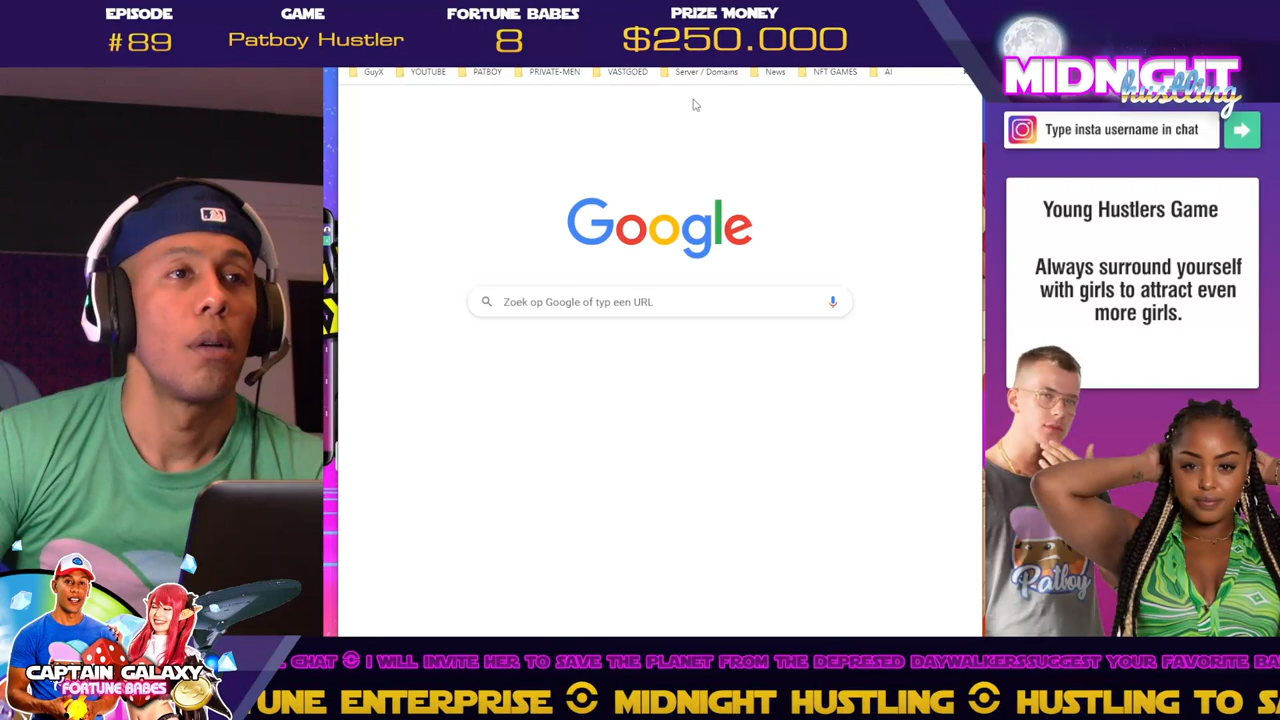 EPISODE
#89
GAME
Patboy Hustler
FORTUNE BABES
8
PRIZE MONEY
$250.000
MIDNIGHT
hustling
GuyX YOUTUBE PATBOY PRIVATE-MEN VASTGOED Server / Domains News NFT GAMES AI
Type insta username in chat
Google
Zoek op Google of typ een URL
Young Hustlers Game
Always surround yourself
with girls to attract even
more girls.
Patboy
CAPTAIN GALAXY
FORTUNE BABES
CHAT I WILL INVITE HER TO SAVE THE PLANET FROM THE DEPRESED DAYWALKERS SUGGEST YOUR FAVORITE BA
UNE ENTERPRISE MIDNIGHT HUSTLING HUSTLING TO SA